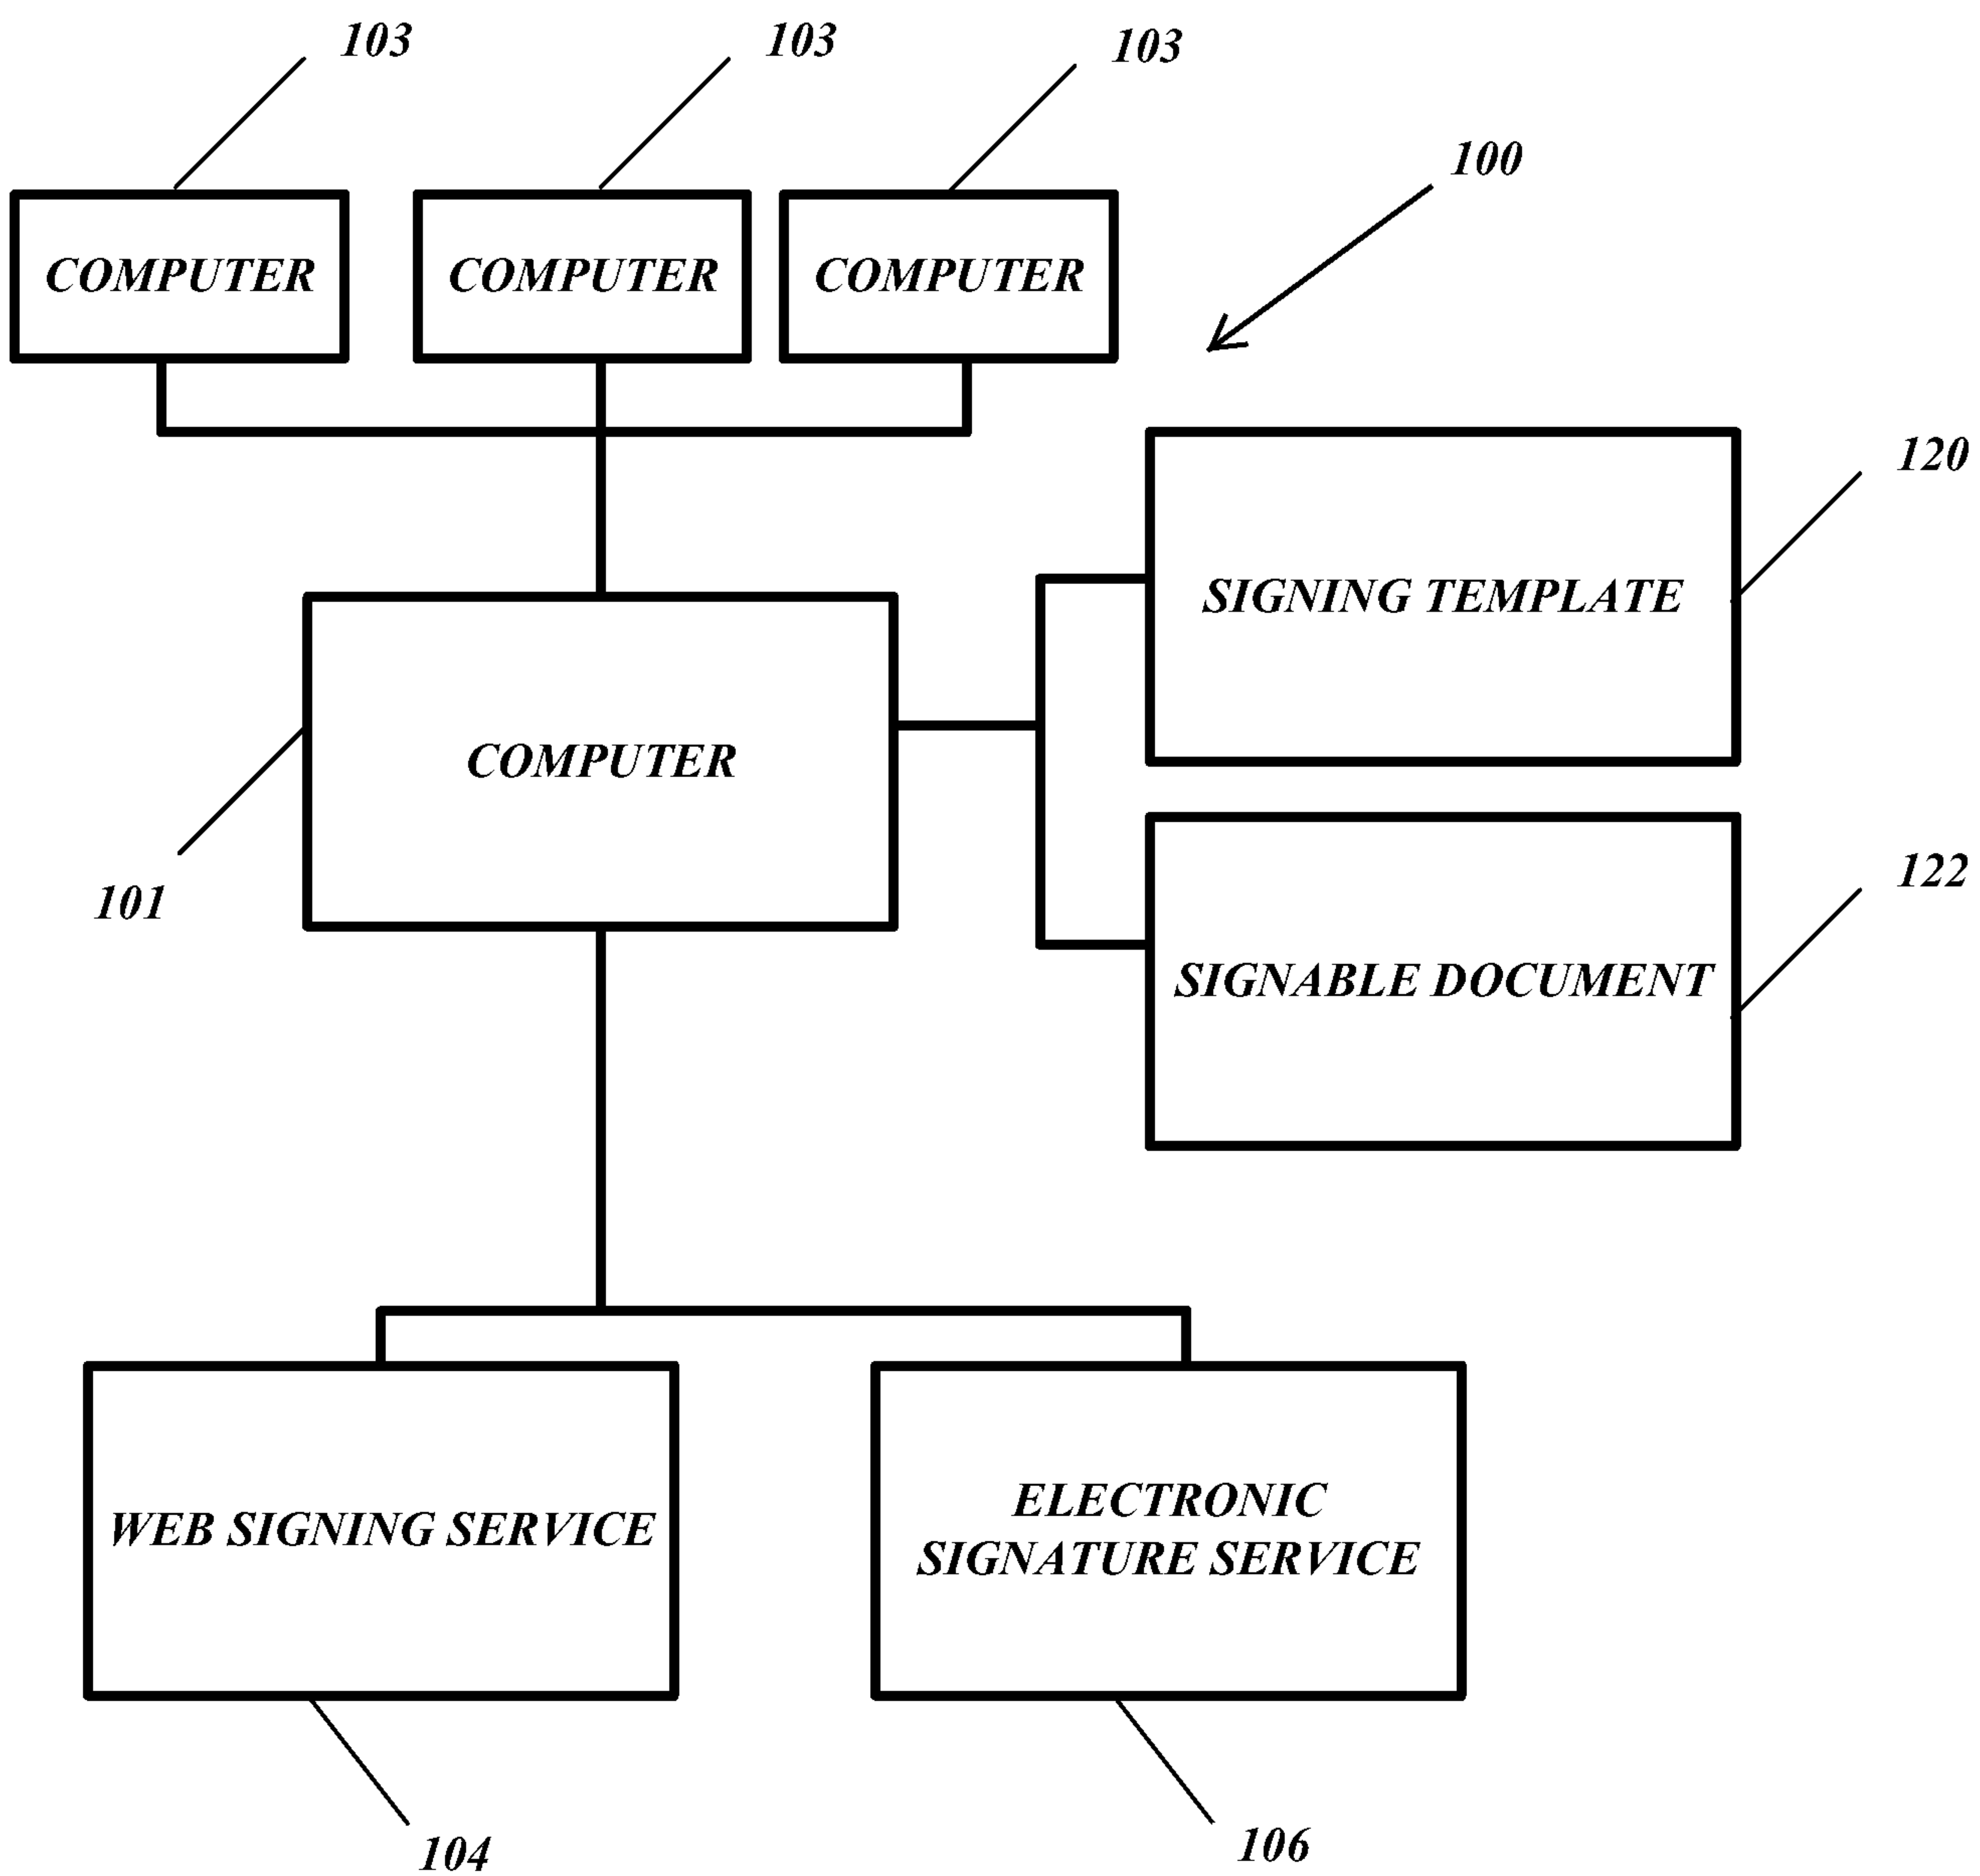 103
103
103
100
COMPUTER
COMPUTER
COMPUTER
120
SIGNING TEMPLATE
COMPUTER
101
122
SIGNABLE DOCUMENT
WEB SIGNING SERVICE
ELECTRONIC
SIGNATURE SERVICE
104
106